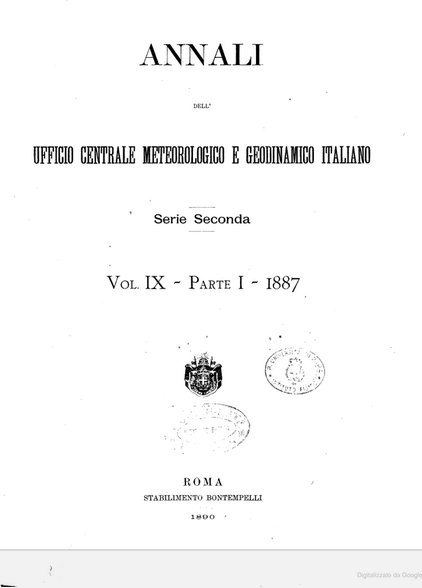 ANNALI
DELL'
UFFICIO CENTRALE METEOROLOGICO E GEODINAMICO ITALIANO
Serie Seconda
VOL. IX - PARTE I - 1887
ROMA
STABILIMENTO BONTEMPELLI
1890
Digitalizzato da Google